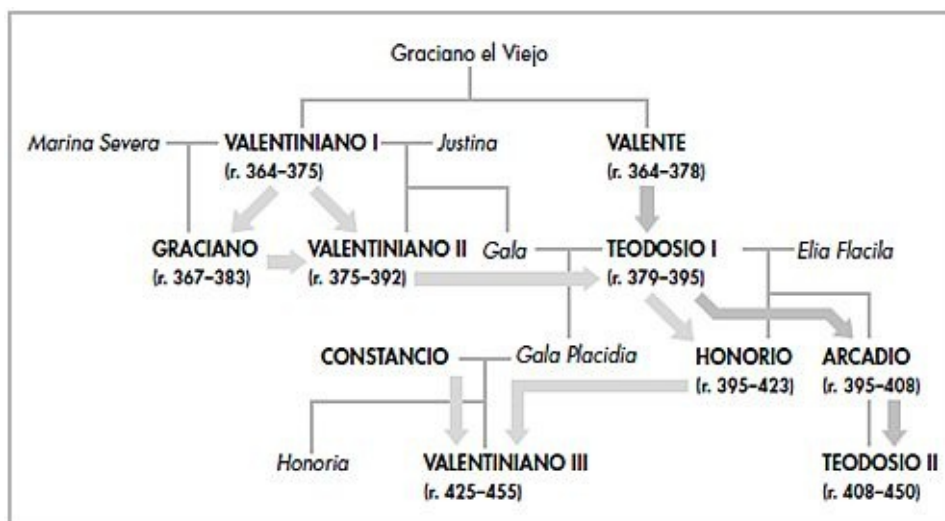 Graciano el Viejo
Marina Severa
VALENTINIANO I
(r. 364–375)
Justina
VALENTE
(r. 364–378)
GRACIANO
(r. 367–383)
VALENTINIANO II
(r. 375–392)
Gala
TEODOSIO I
(r. 379–395)
Elia Flacila
CONSTANCIO
Gala Placidia
HONORIO
(r. 395–423)
ARCADIO
(r. 395–408)
Honoria
VALENTINIANO III
(r. 425–455)
TEODOSIO II
(r. 408–450)